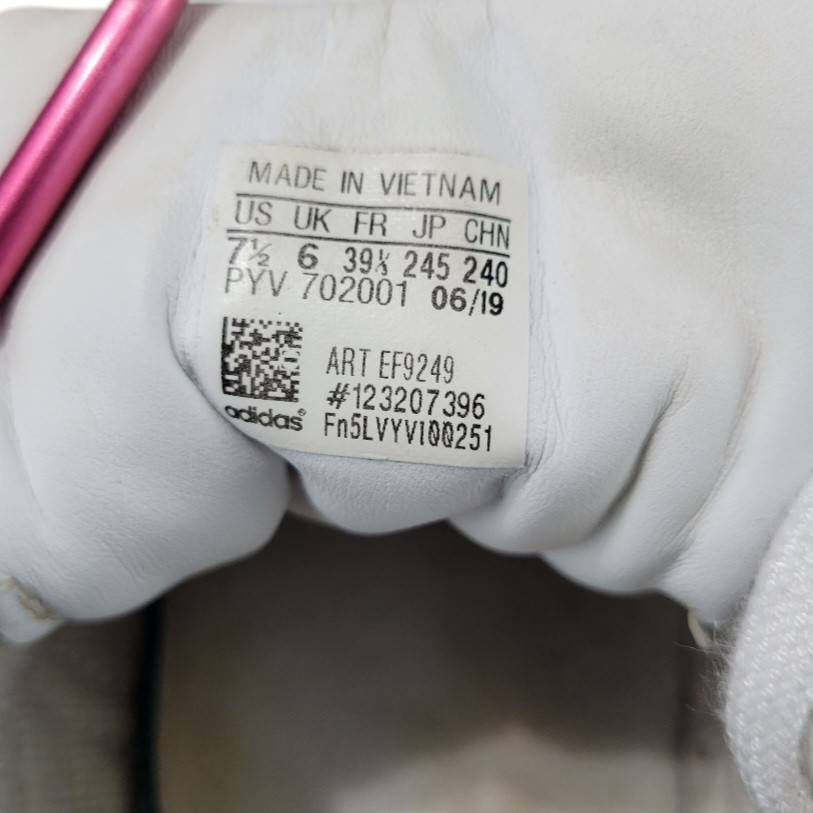 MADE IN VIETNAM
US UK FR JP CHN
7½ 6 39⅓ 245 240
PYV 702001 06/19
ART EF9249
#123207396
adidas® Fn5LVYV100251